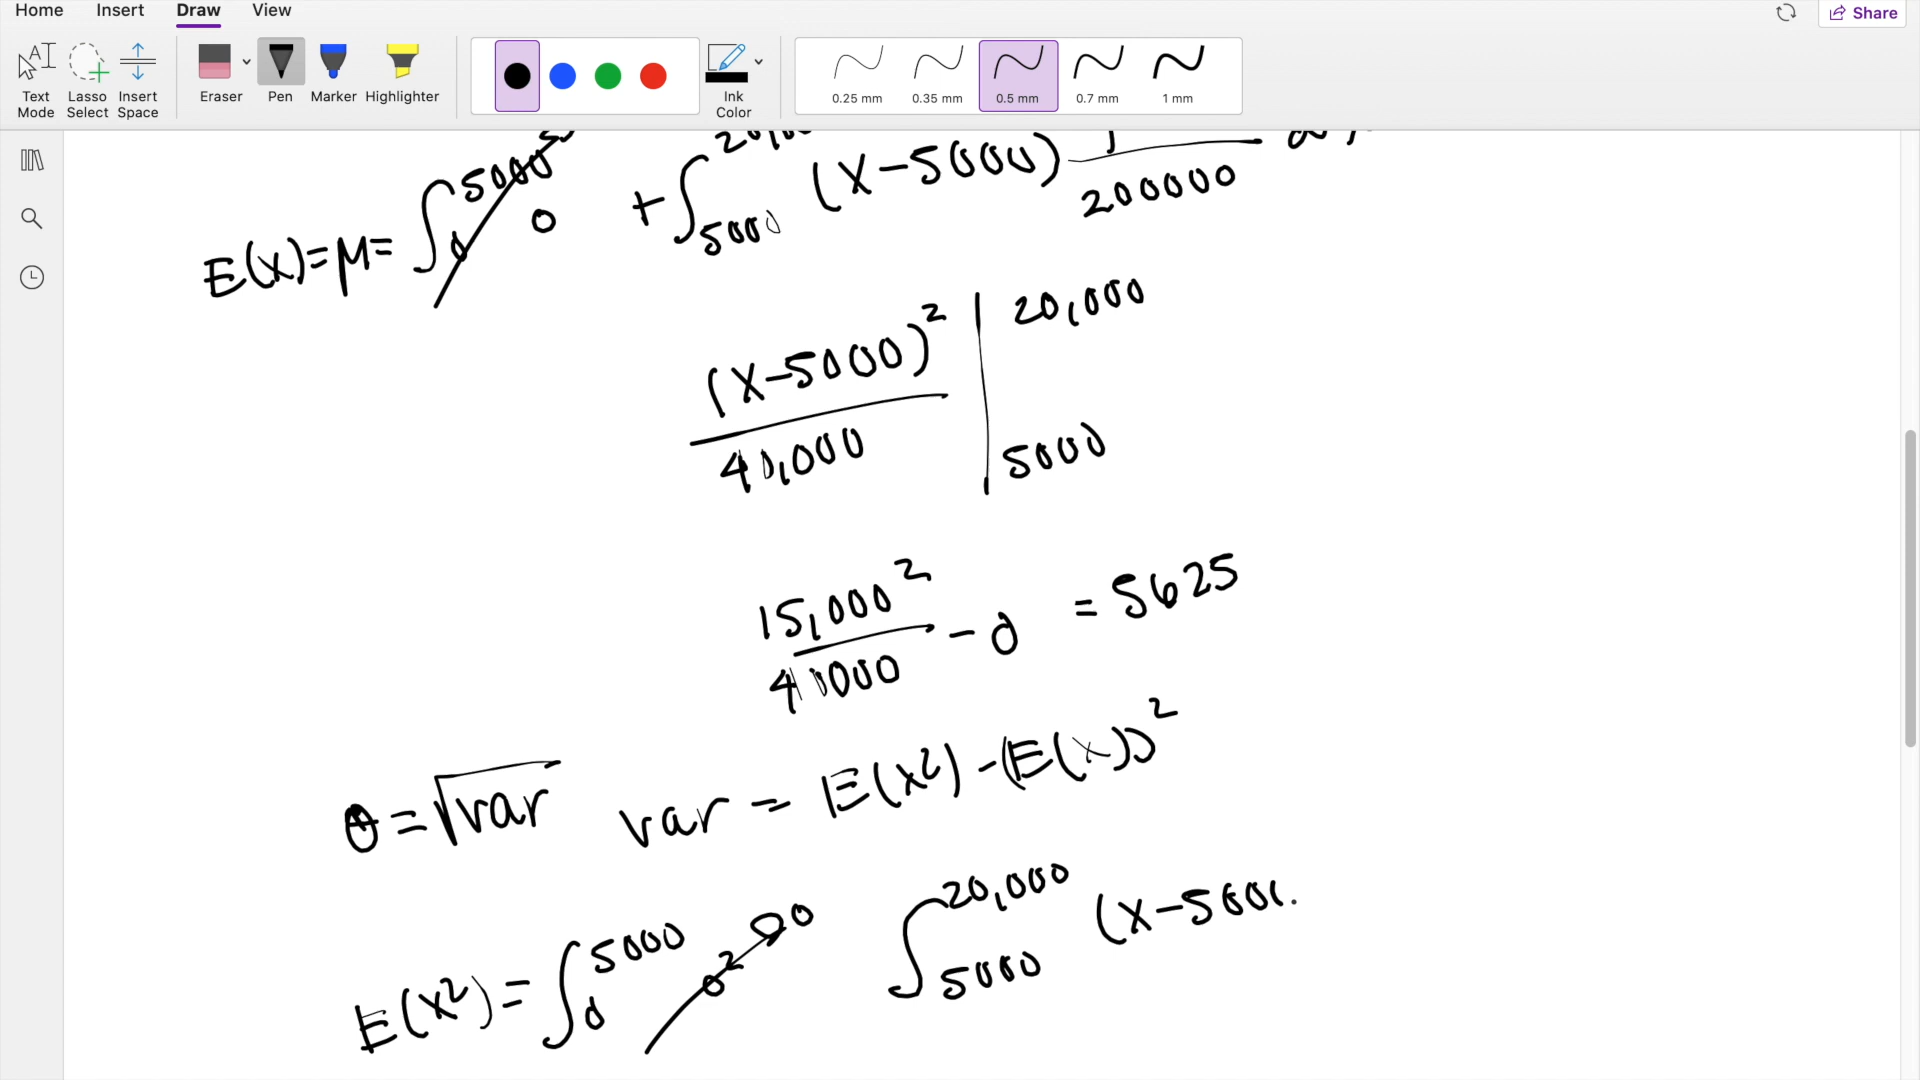 Home Insert Draw View Share
Text Mode Lasso Select Insert Space Eraser Pen Marker Highlighter Ink Color 0.25 mm 0.35 mm 0.5 mm 0.7 mm 1 mm
E(x)=μ= ∫ 5000 0 0 + ∫ 5000 (x-5000) 200000
(x-5000)² 20,000
40,000 5000
15,000² - 0 = 5625
40000
θ = √var var = E(x²) - (E(x))²
E(x²) = ∫ 5000 0 0² 0 ∫ 20,000 5000 (x-500